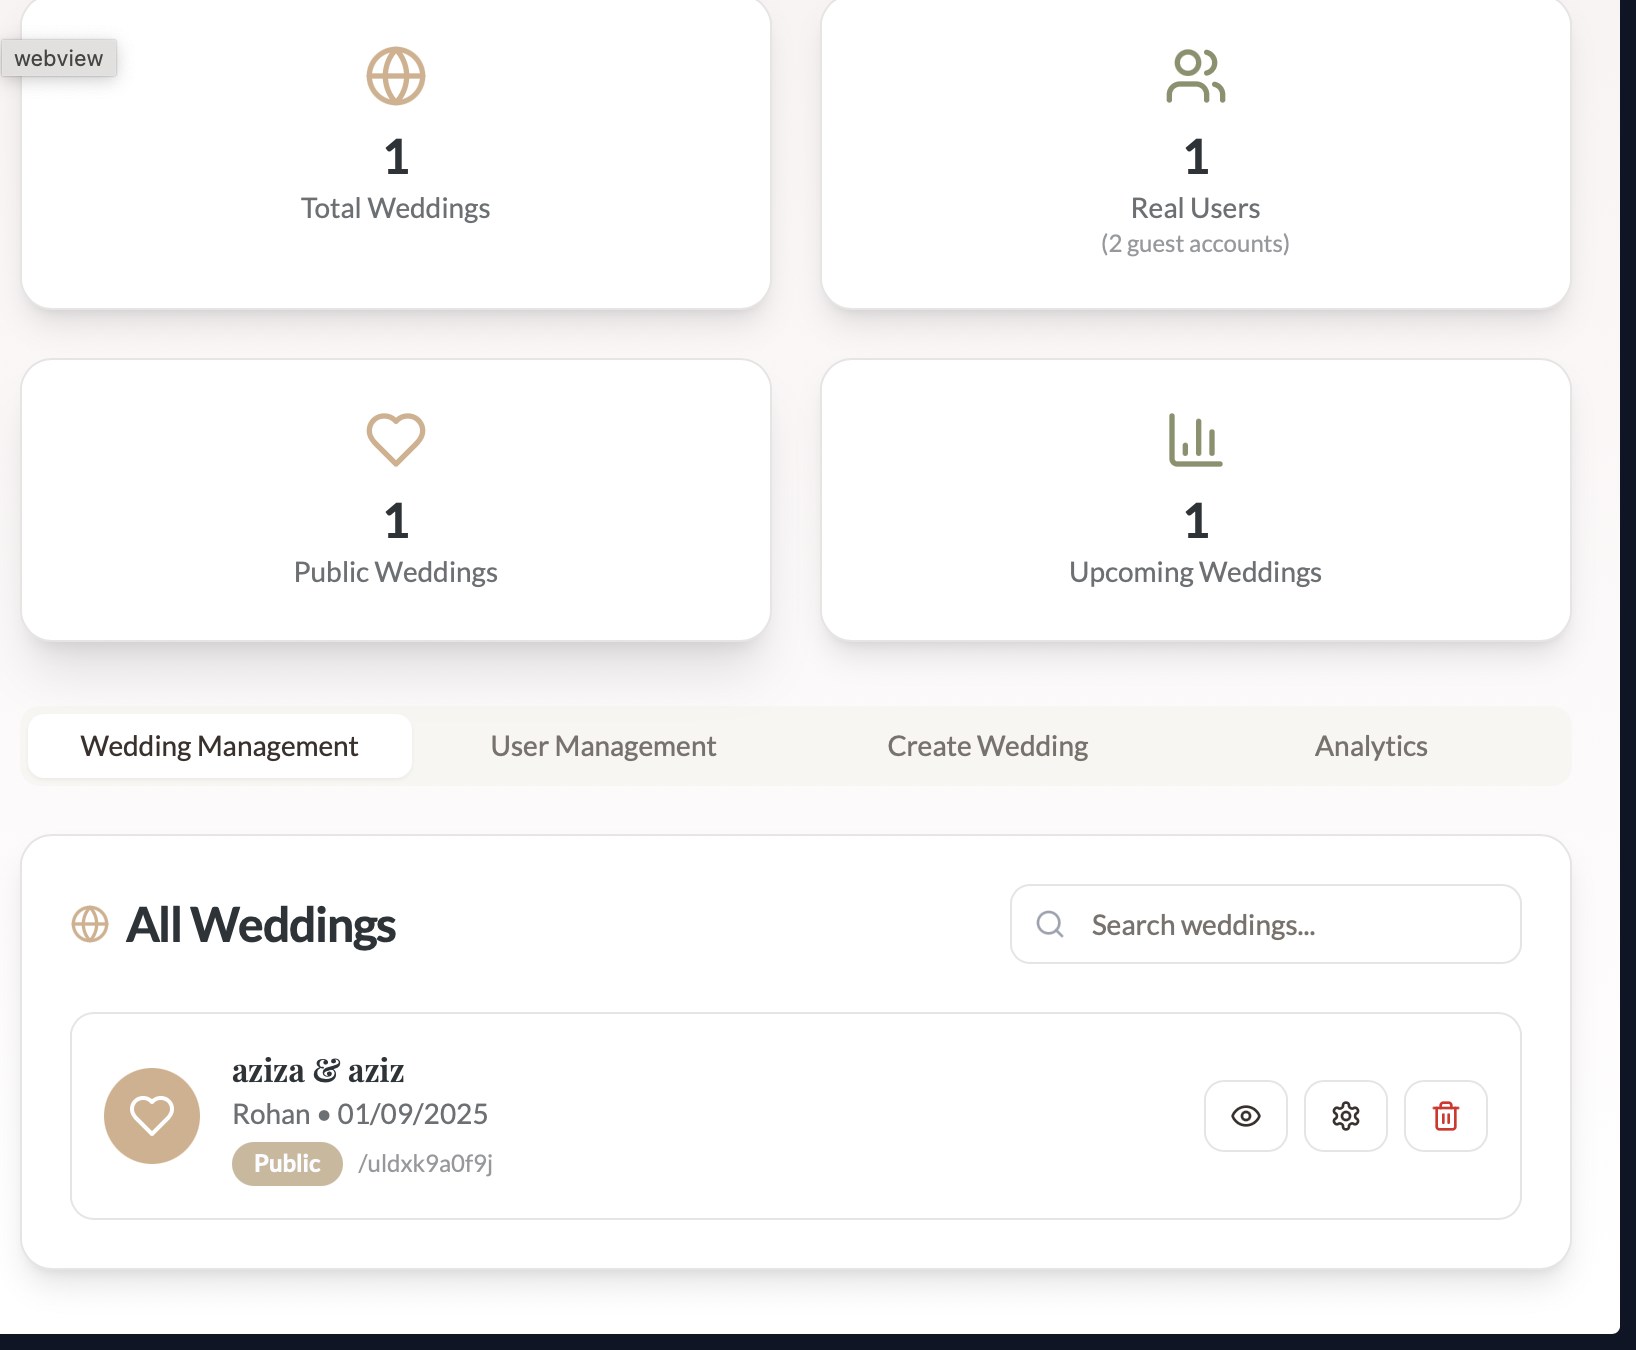 webview
1
Total Weddings
1
Real Users
(2 guest accounts)
1
Public Weddings
1
Upcoming Weddings
Wedding Management
User Management
Create Wedding
Analytics
All Weddings
Search weddings...
aziza & aziz
Rohan • 01/09/2025
Public /uldxk9a0f9j